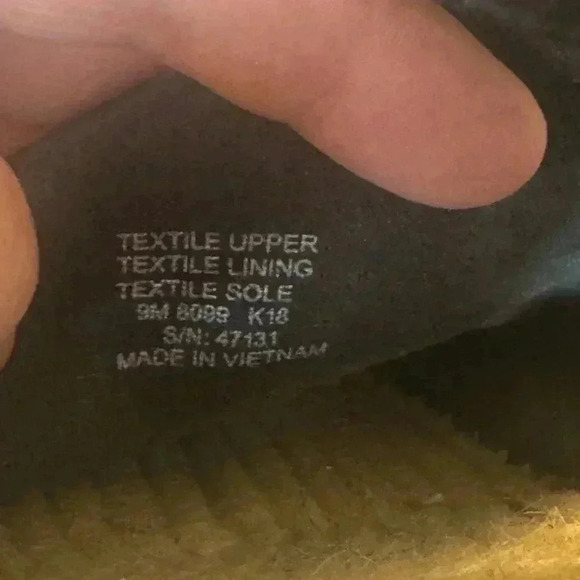 TEXTILE UPPER
TEXTILE LINING
TEXTILE SOLE
9M 8099 K18
S/N: 47131
MADE IN VIETNAM